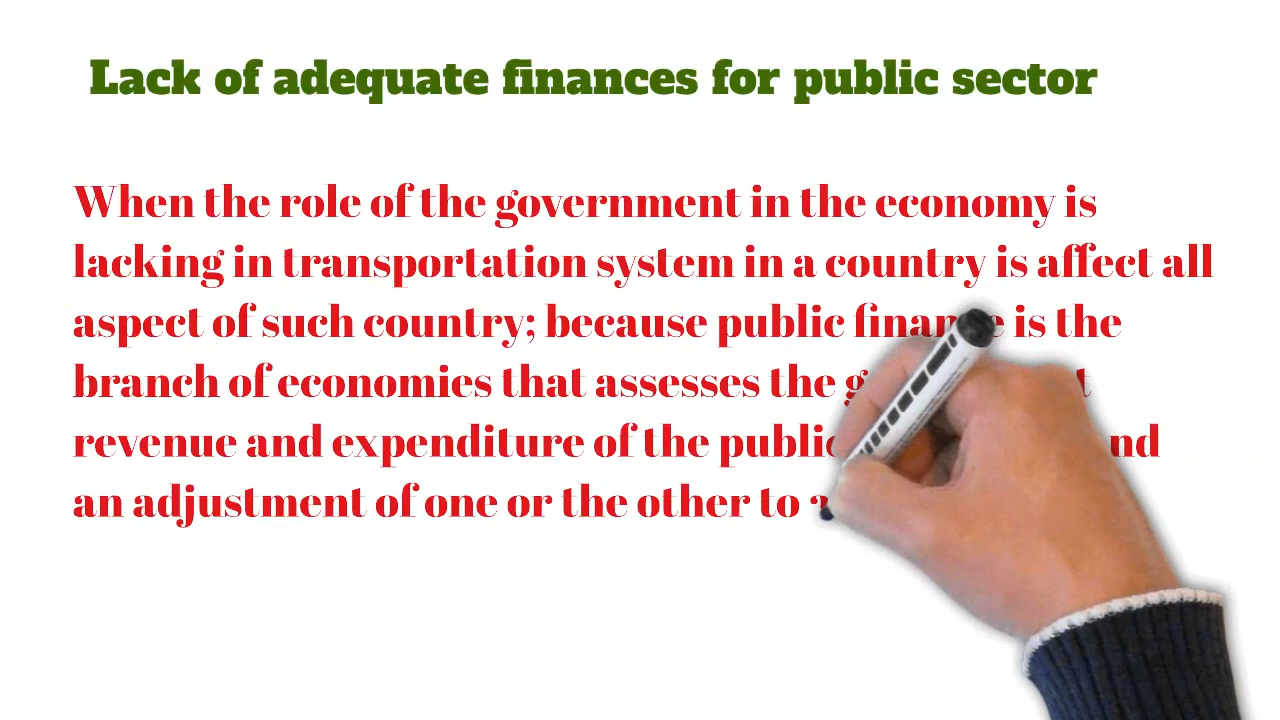 Lack of adequate finances for public sector
When the role of the government in the economy is
lacking in transportation system in a country is affect all
aspect of such country; because public finance is the
branch of economies that assesses the
revenue and expenditure of the public
an adjustment of one or the other to